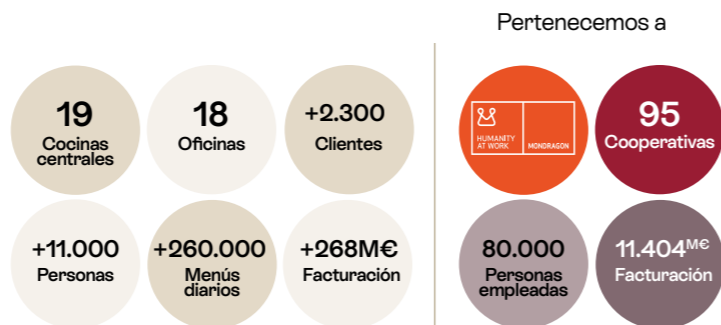 Pertenecemos a
19
Cocinas
centrales
18
Oficinas
+2.300
Clientes
+11.000
Personas
+260.000
Menús
diarios
+268M€
Facturación
HUMANITY
AT WORK
MONDRAGON
95
Cooperativas
80.000
Personas
empleadas
11.404M€
Facturación